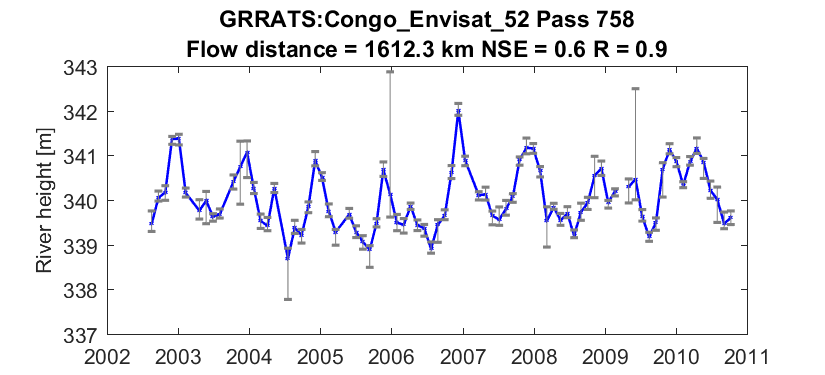 GRRATS:Congo_Envisat_52 Pass 758
Flow distance = 1612.3 km NSE = 0.6 R = 0.9
River height [m]
343
342
341
340
339
338
337
2002 2003 2004 2005 2006 2007 2008 2009 2010 2011